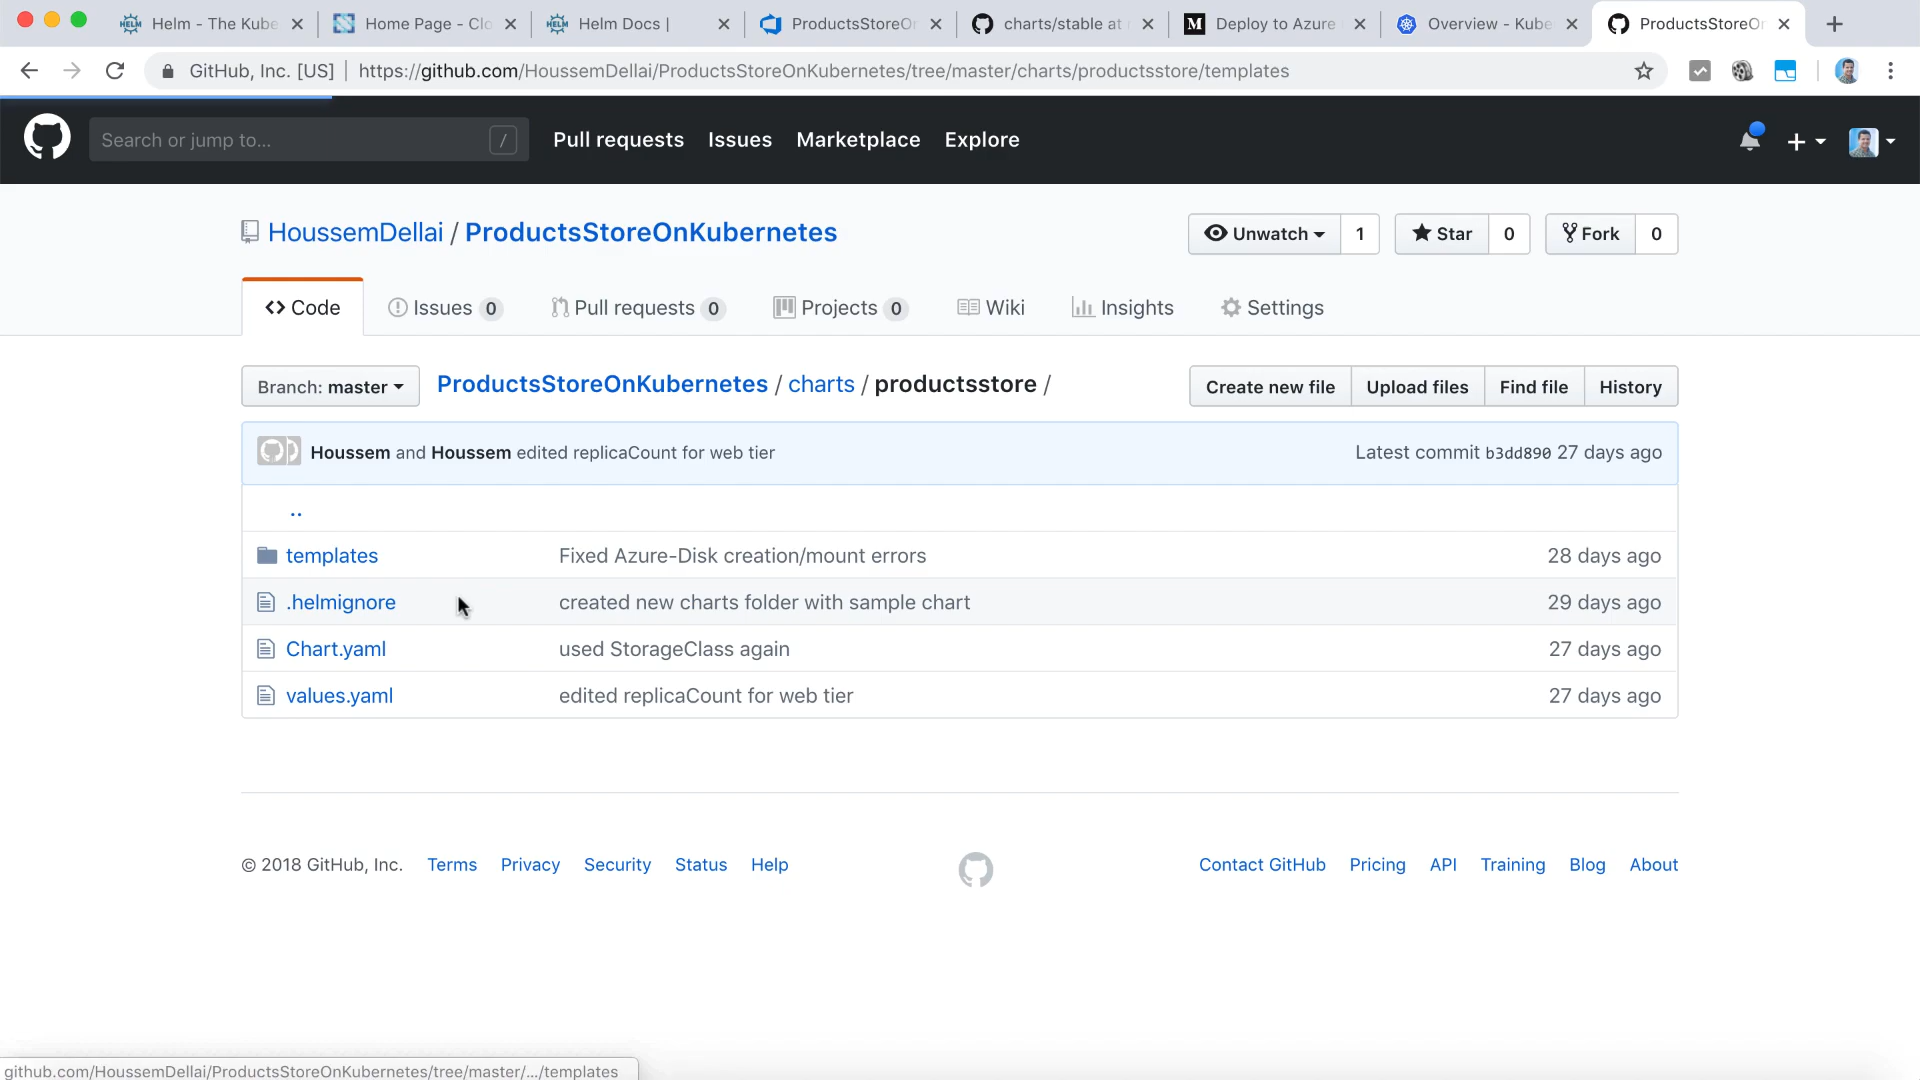 HELM Helm - The Kube
Home Page - Clo
HELM Helm Docs |
ProductsStoreOn
charts/stable at
M Deploy to Azure
Overview - Kube
ProductsStoreOn
GitHub, Inc. [US] | https://github.com/HoussemDellai/ProductsStoreOnKubernetes/tree/master/charts/productsstore/templates
Search or jump to... /
Pull requests Issues Marketplace Explore
HoussemDellai / ProductsStoreOnKubernetes
Unwatch 1 Star 0 Fork 0
Code Issues 0 Pull requests 0 Projects 0 Wiki Insights Settings
Branch: master ProductsStoreOnKubernetes / charts / productsstore /
Create new file Upload files Find file History
Houssem and Houssem edited replicaCount for web tier Latest commit b3dd890 27 days ago
..
templates Fixed Azure-Disk creation/mount errors 28 days ago
.helmignore created new charts folder with sample chart 29 days ago
Chart.yaml used StorageClass again 27 days ago
values.yaml edited replicaCount for web tier 27 days ago
© 2018 GitHub, Inc. Terms Privacy Security Status Help
Contact GitHub Pricing API Training Blog About
github.com/HoussemDellai/ProductsStoreOnKubernetes/tree/master/.../templates